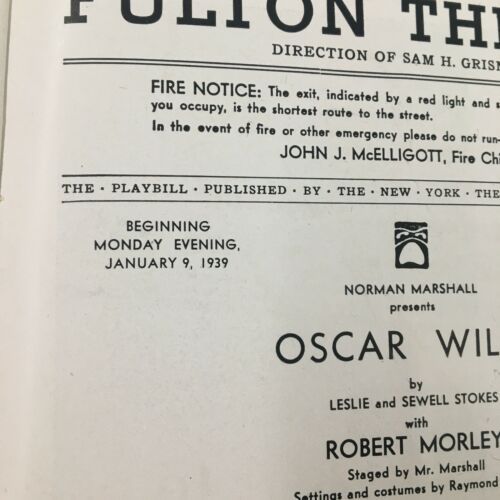 FULTON TH
DIRECTION OF SAM H. GRIS
FIRE NOTICE: The exit, indicated by a red light and
you occupy, is the shortest route to the street.
In the event of fire or other emergency please do not run-
JOHN J. McELLIGOTT, Fire Chi
THE · PLAYBILL · PUBLISHED · BY · THE · NEW · YORK · THE
BEGINNING
MONDAY EVENING,
JANUARY 9, 1939
NORMAN MARSHALL
presents
OSCAR WIL
by
LESLIE and SEWELL STOKES
with
ROBERT MORLEY
Staged by Mr. Marshall
Settings and costumes by Raymond